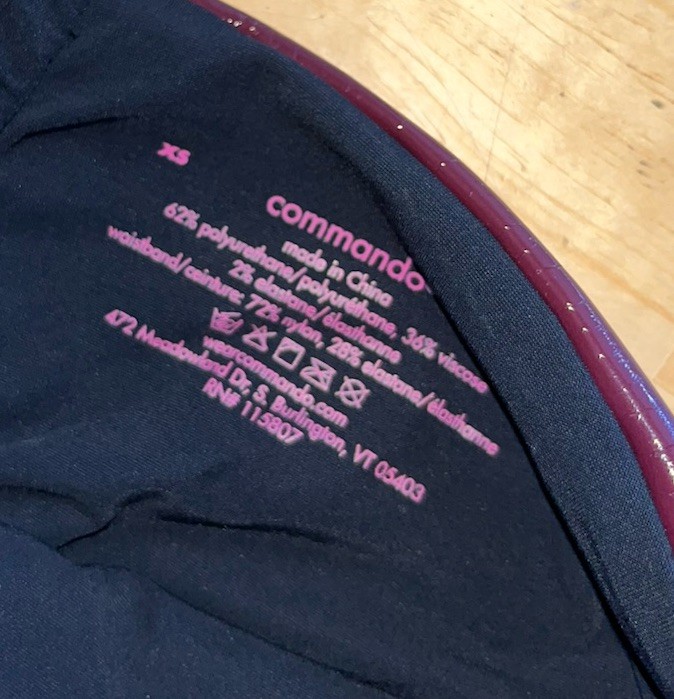 xs
commando
made in China
62% polyurethane/polyuréthane, 36% viscose
2% elastane/élasthanne
waistband/ceinture: 72% nylon, 28% elastane/élasthanne
wearcommando.com
472 Meadowland Dr, S. Burlington, VT 05403
RN# 115807